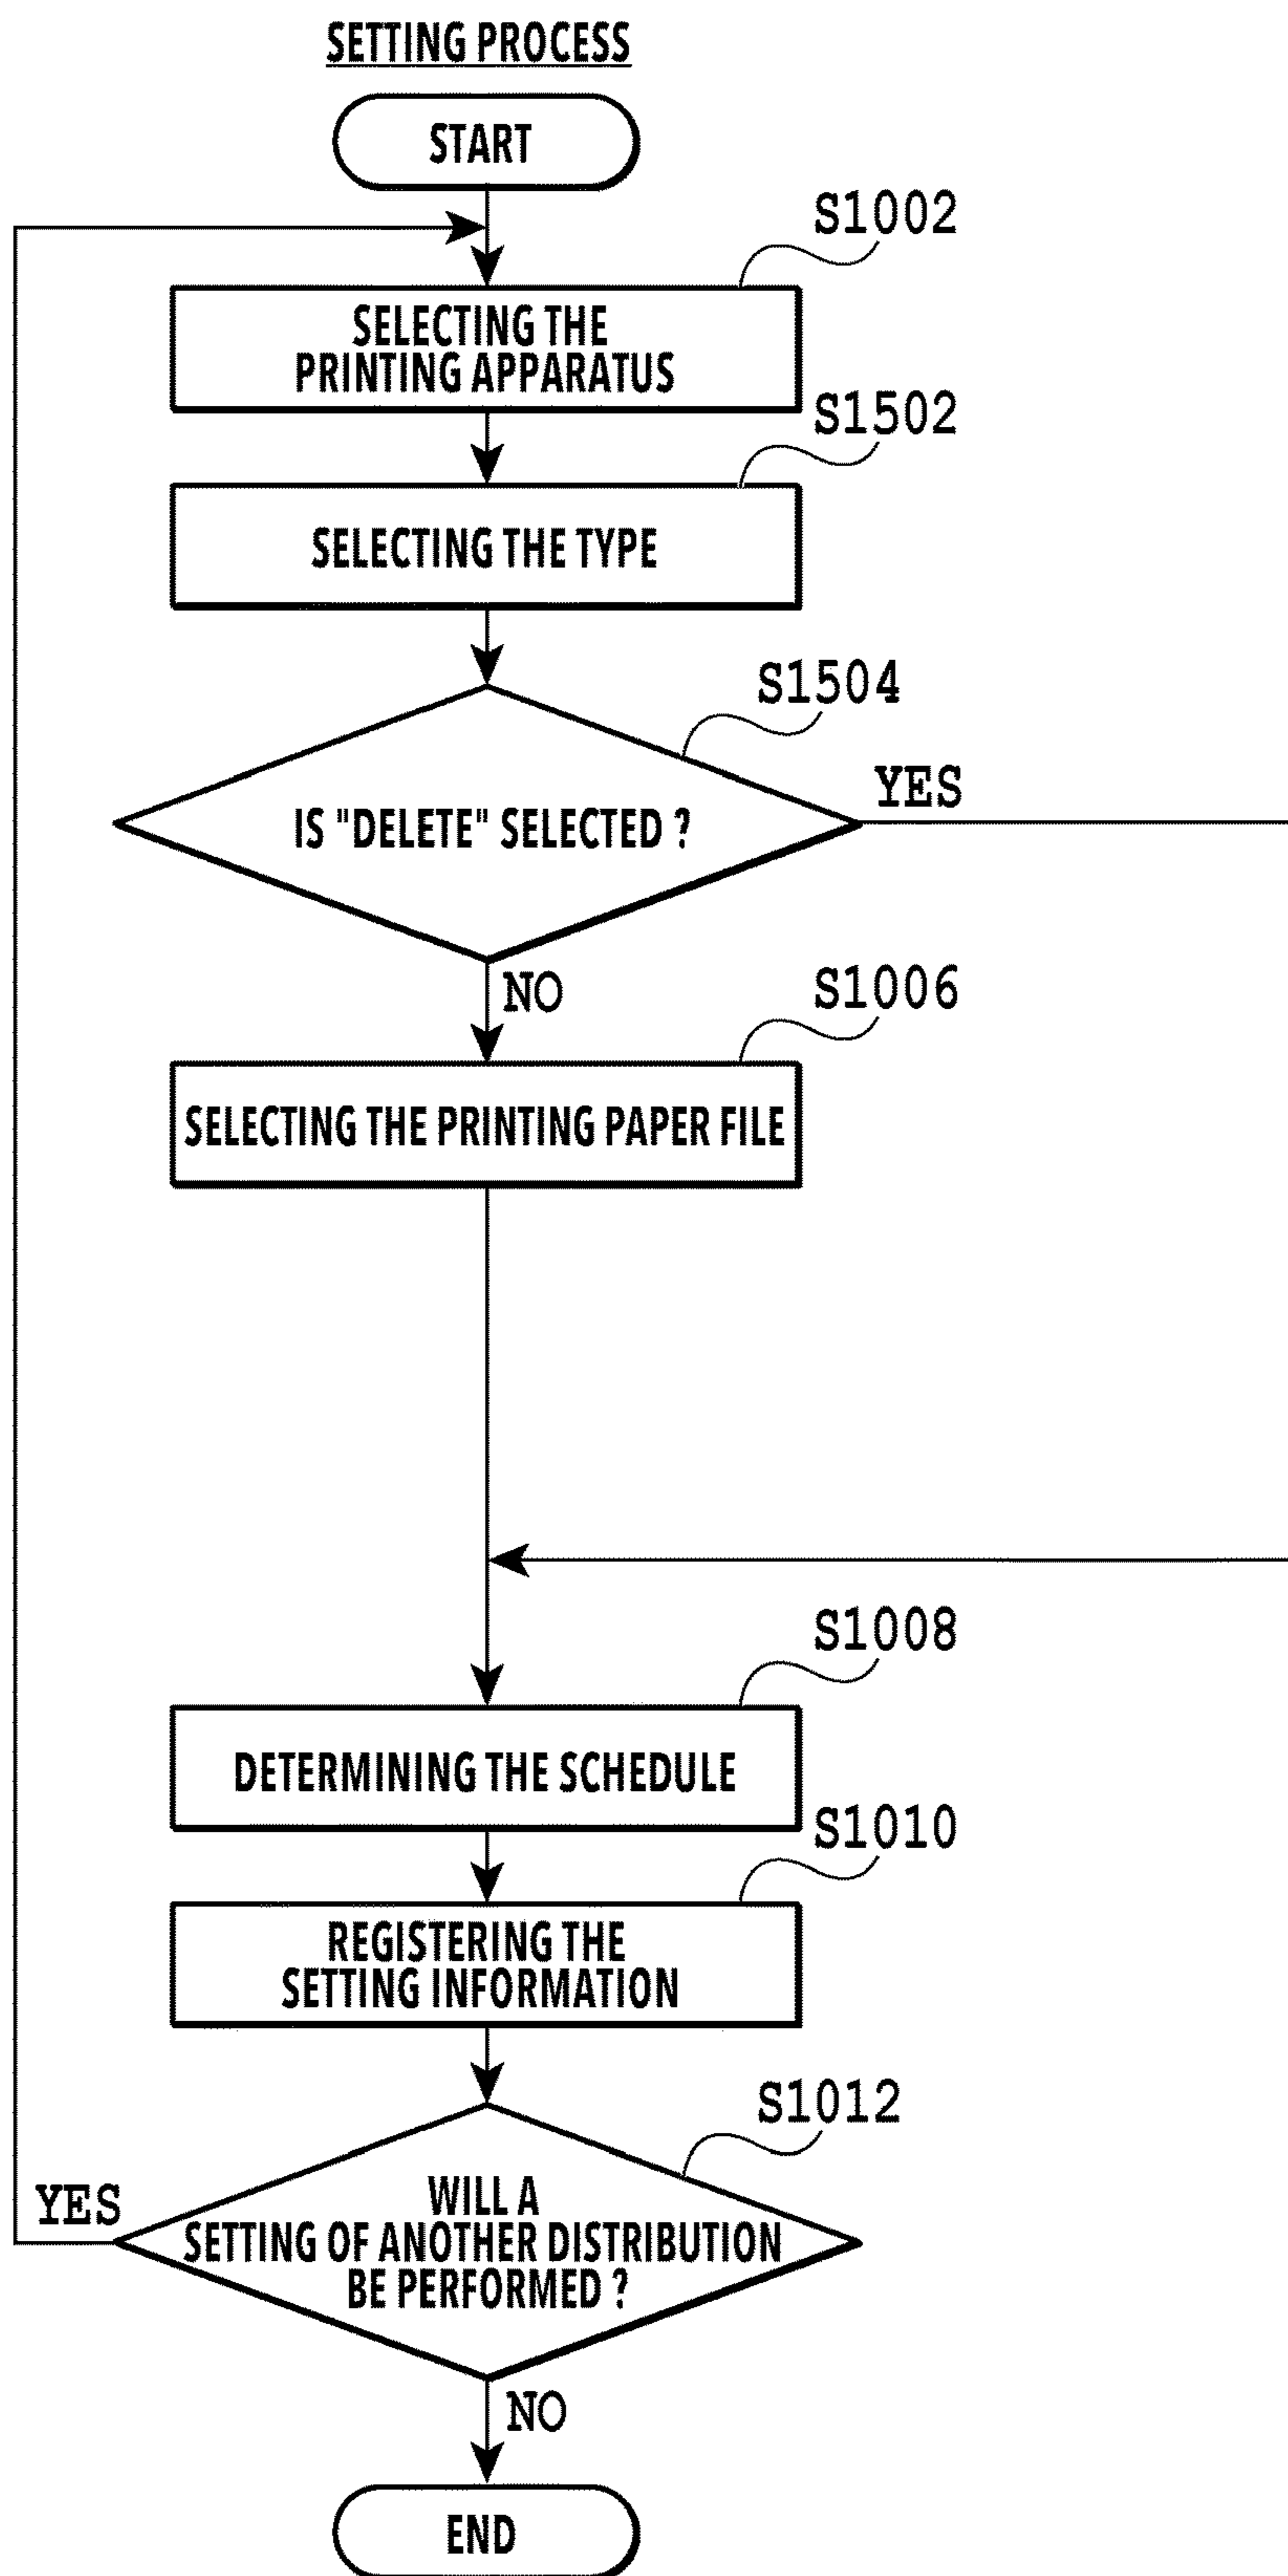 SETTING PROCESS
START
S1002
SELECTING THE
PRINTING APPARATUS
S1502
SELECTING THE TYPE
S1504
IS "DELETE" SELECTED ?
YES
NO
S1006
SELECTING THE PRINTING PAPER FILE
S1008
DETERMINING THE SCHEDULE
S1010
REGISTERING THE
SETTING INFORMATION
S1012
WILL A
SETTING OF ANOTHER DISTRIBUTION
BE PERFORMED ?
YES
NO
END